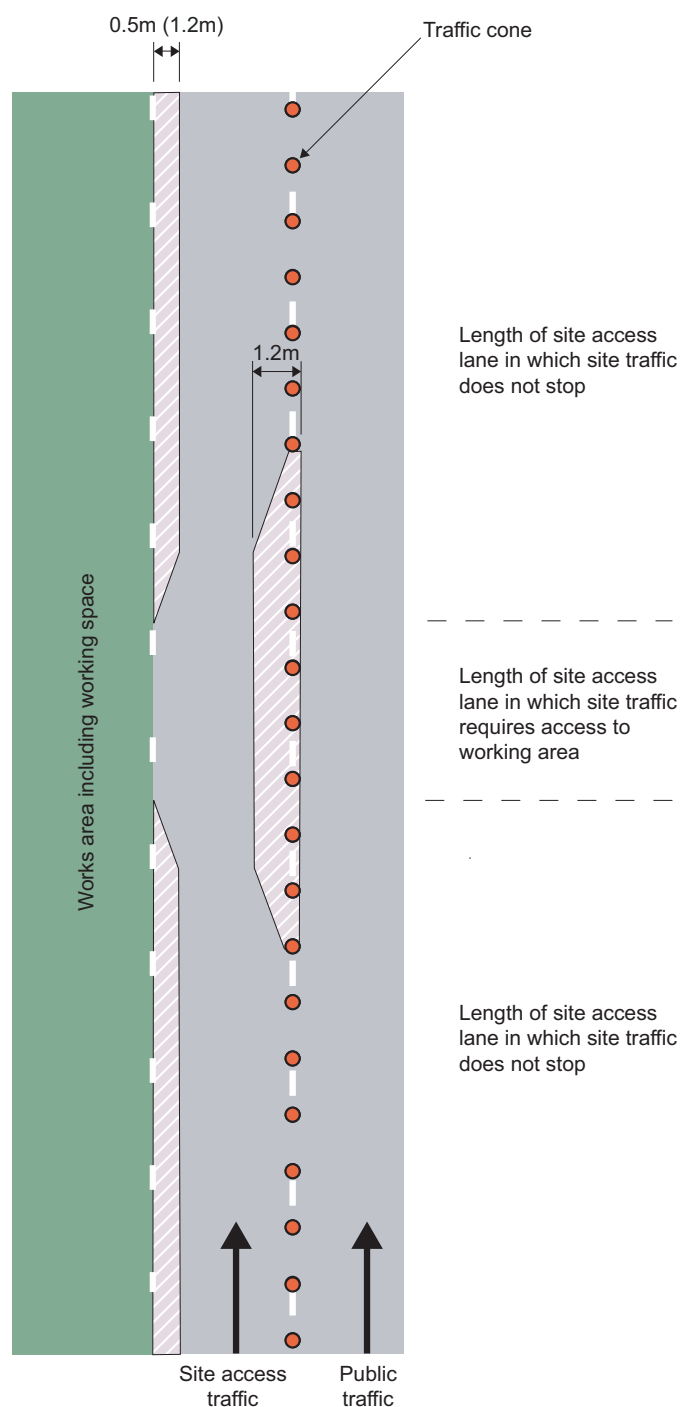 0.5m (1.2m)
Traffic cone
Length of site access
lane in which site traffic
does not stop
1.2m
Works area including working space
Length of site access
lane in which site traffic
requires access to
working area
Length of site access
lane in which site traffic
does not stop
Site access
traffic
Public
traffic